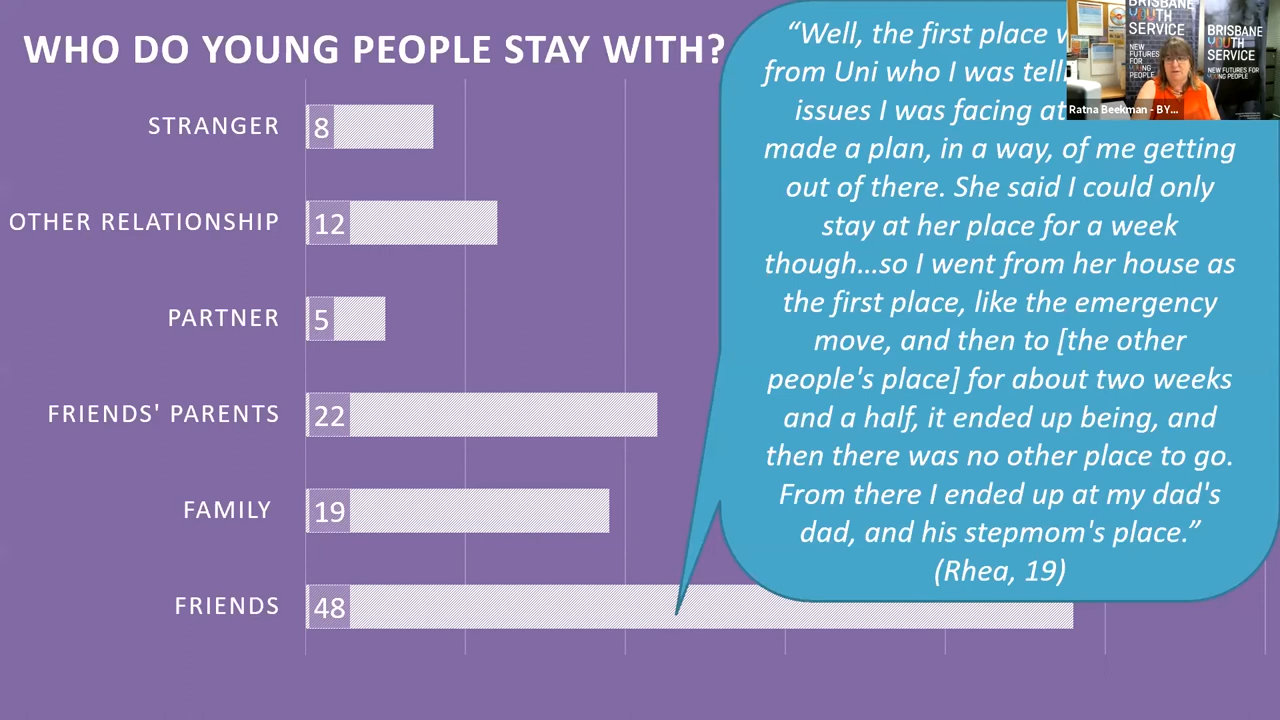 WHO DO YOUNG PEOPLE STAY WITH?
STRANGER
8
OTHER RELATIONSHIP
12
PARTNER
5
FRIENDS' PARENTS
22
FAMILY
19
FRIENDS
48
“Well, the first place
from Uni who I was
issues I was facing at
made a plan, in a way, of me getting
out of there. She said I could only
stay at her place for a week
though...so I went from her house as
the first place, like the emergency
move, and then to [the other
people's place] for about two weeks
and a half, it ended up being, and
then there was no other place to go.
From there I ended up at my dad's
dad, and his stepmom's place.”
(Rhea, 19)
BRISBANE
YOUTH
SERVICE
NEW
FUTURES
FOR
YOUNG
PEOPLE
BRISBANE
YOUTH
SERVICE
NEW FUTURES FOR
YOUNG PEOPLE
Ratna Beekman - BY...